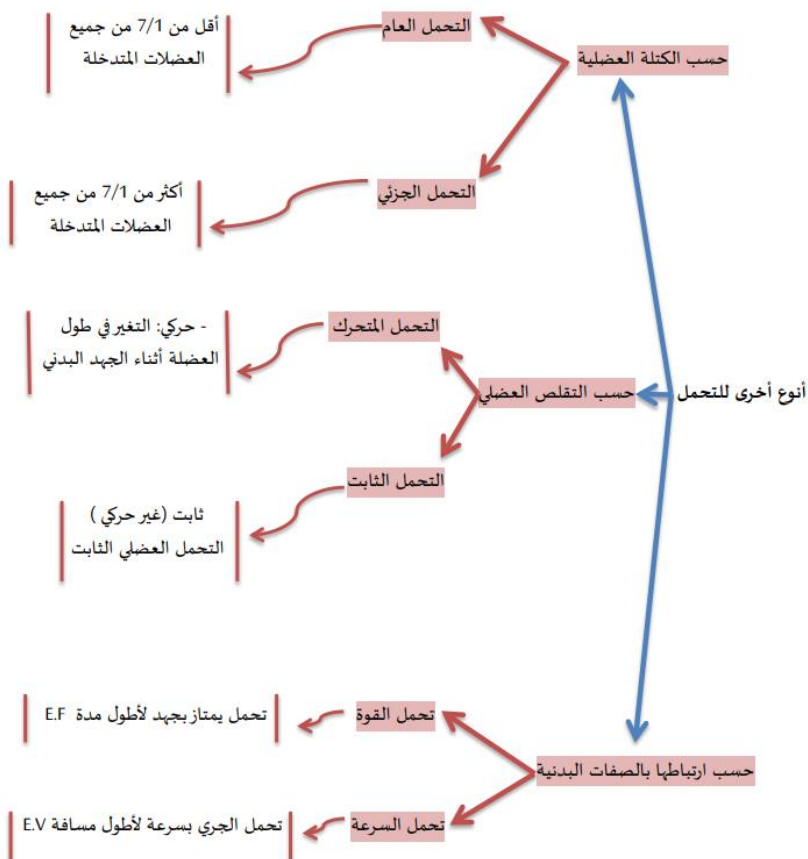 أنوع أخرى للتحمل
حسب الكتلة العضلية
التحمل العام
أقل من 7/1 من جميع
العضلات المتدخلة
التحمل الجزئي
أكثر من 7/1 من جميع
العضلات المتدخلة
حسب التقلص العضلي
التحمل المتحرك
- حركي: التغير في طول
العضلة أثناء الجهد البدني
التحمل الثابت
ثابت (غير حركي )
التحمل العضلي الثابت
حسب ارتباطها بالصفات البدنية
تحمل القوة
تحمل يمتاز بجهد لأطول مدة E.F
تحمل السرعة
تحمل الجري بسرعة لأطول مسافة E.V